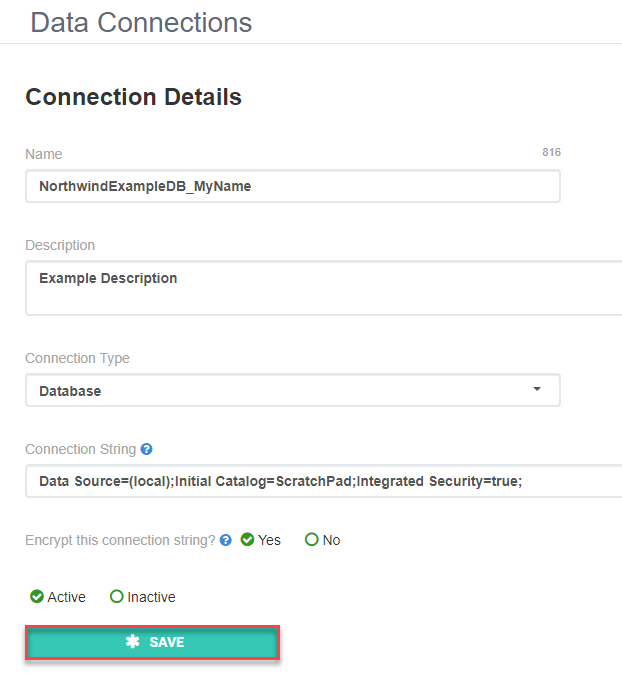 Data Connections
Connection Details
Name 816
NorthwindExampleDB_MyName
Description
Example Description
Connection Type
Database
Connection String ?
Data Source=(local);Initial Catalog=ScratchPad;Integrated Security=true;
Encrypt this connection string? ? Yes No
Active Inactive
SAVE